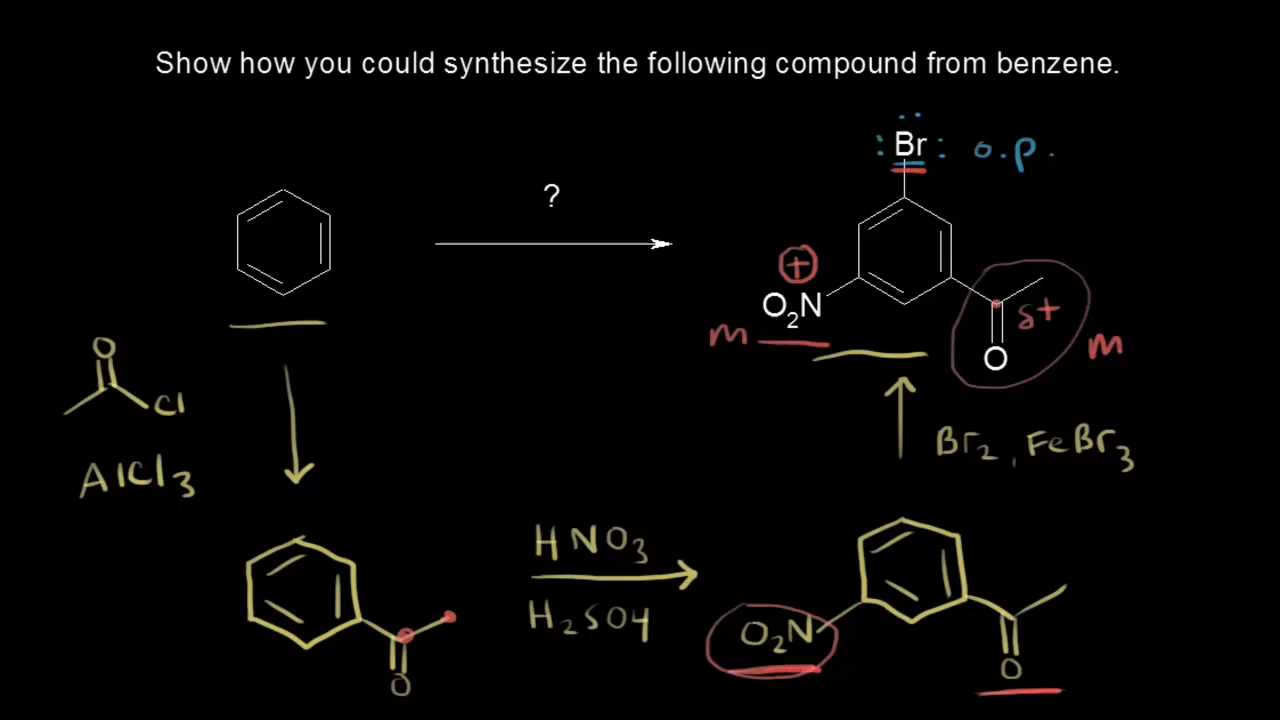 Show how you could synthesize the following compound from benzene.
: Br : o.p.
?
+
O2N
δ+
m
O
m
O
Cl
AlCl3
Br2, FeBr3
HNO3
H2SO4
O2N
O
O